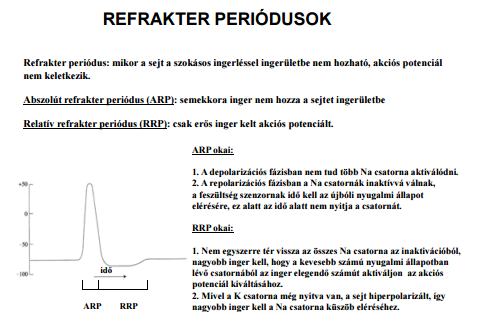 REFRAKTER PERIÓDUSOK
Refrakter periódus: mikor a sejt a szokásos ingerléssel ingerületbe nem hozható, akciós potenciál
nem keletkezik.
Abszolút refrakter periódus (ARP): semekkora inger nem hozza a sejtet ingerületbe
Relatív refrakter periódus (RRP): csak erős inger kelt akciós potenciált.
ARP okai:
1. A depolarizációs fázisban nem tud több Na csatorna aktiválódni.
2. A repolarizációs fázisban a Na csatornák inaktívvá válnak,
a feszültség szenzornak idő kell az újbóli nyugalmi állapot
elérésére, ez alatt az idő alatt nem nyitja a csatornát.
RRP okai:
1. Nem egyszerre tér vissza az összes Na csatorna az inaktivációból,
nagyobb inger kell, hogy a kevesebb számú nyugalmi állapotban
lévő csatornából az inger elegendő számút aktiváljon az akciós
potenciál kiváltásához.
2. Mivel a K csatorna még nyitva van, a sejt hiperpolarizált, így
nagyobb inger kell a Na csatorna küszöb eléréséhez.
+50
0
-50
-100
idő
ARP RRP